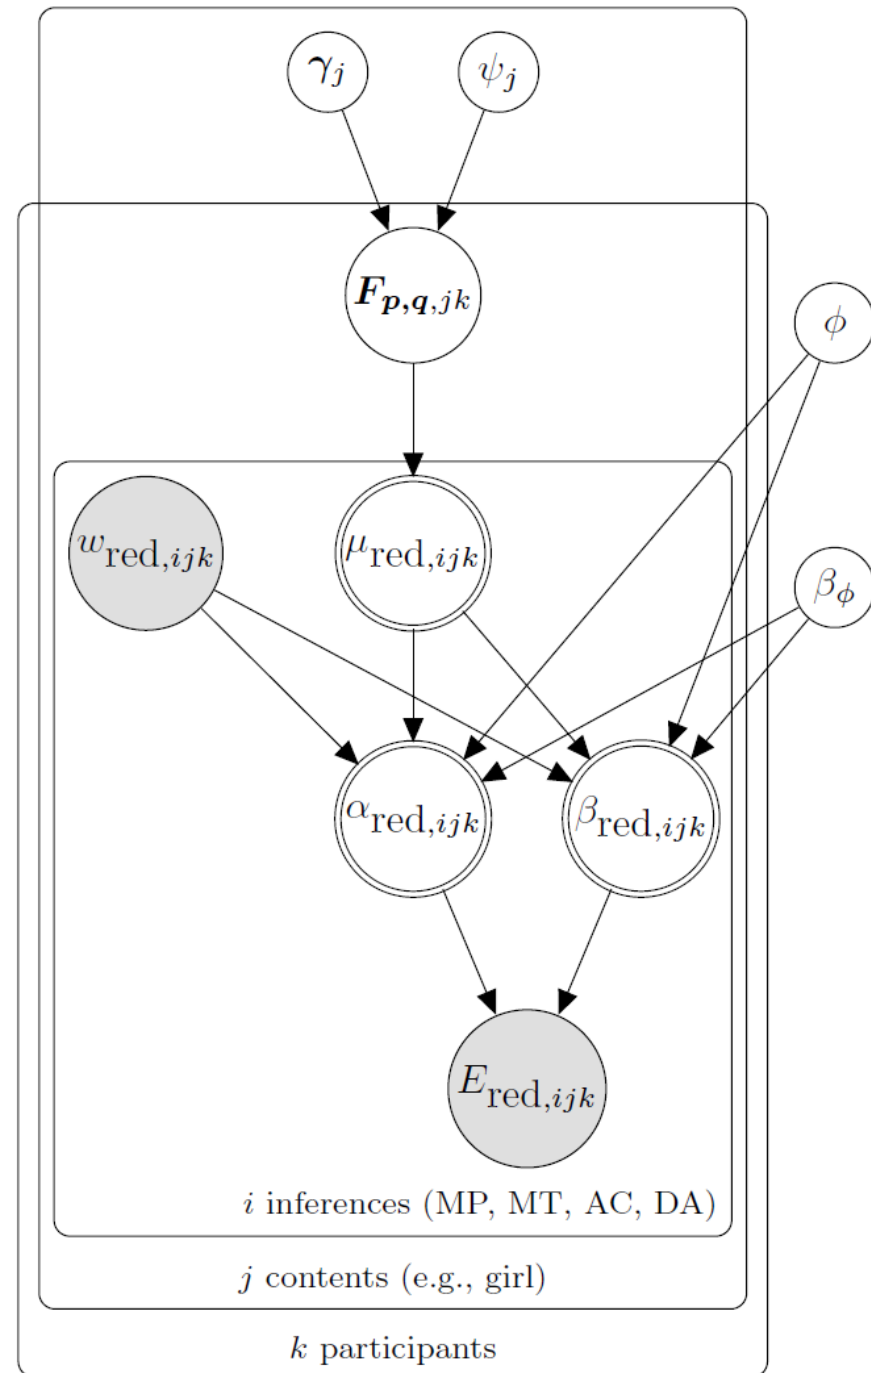 γj ψj
Fp,q,jk
ϕ
wred,ijk μred,ijk
βϕ
αred,ijk βred,ijk
Ered,ijk
i inferences (MP, MT, AC, DA)
j contents (e.g., girl)
k participants